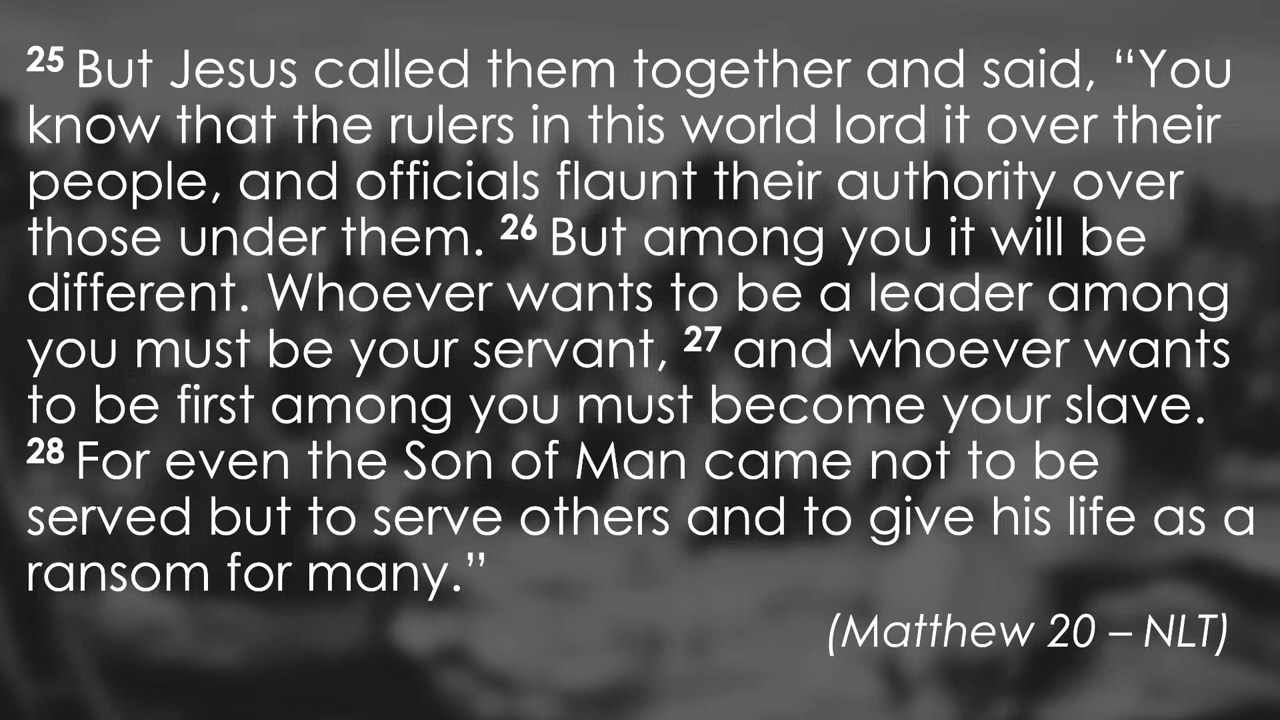 25 But Jesus called them together and said, “You
know that the rulers in this world lord it over their
people, and officials flaunt their authority over
those under them. 26 But among you it will be
different. Whoever wants to be a leader among
you must be your servant, 27 and whoever wants
to be first among you must become your slave.
28 For even the Son of Man came not to be
served but to serve others and to give his life as a
ransom for many.”
(Matthew 20 – NLT)